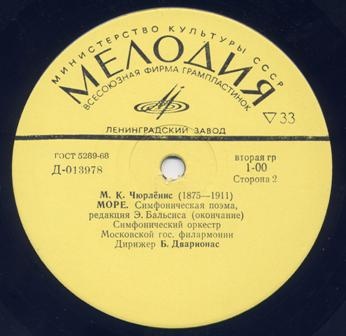 МИНИСТЕРСТВО КУЛЬТУРЫ СССР
МЕЛОДИЯ
ВСЕСОЮЗНАЯ ФИРМА ГРАМПЛАСТИНОК
▽33
ЛЕНИНГРАДСКИЙ ЗАВОД
ГОСТ 5289-68
Д-013978
вторая гр
1-00
Сторона 2
М. К. Чюрлёнис (1875—1911)
МОРЕ. Симфоническая поэма,
редакция Э. Бальсиса (окончание)
Симфонический оркестр
Московской гос. филармонии
Дирижер Б. Дварионас